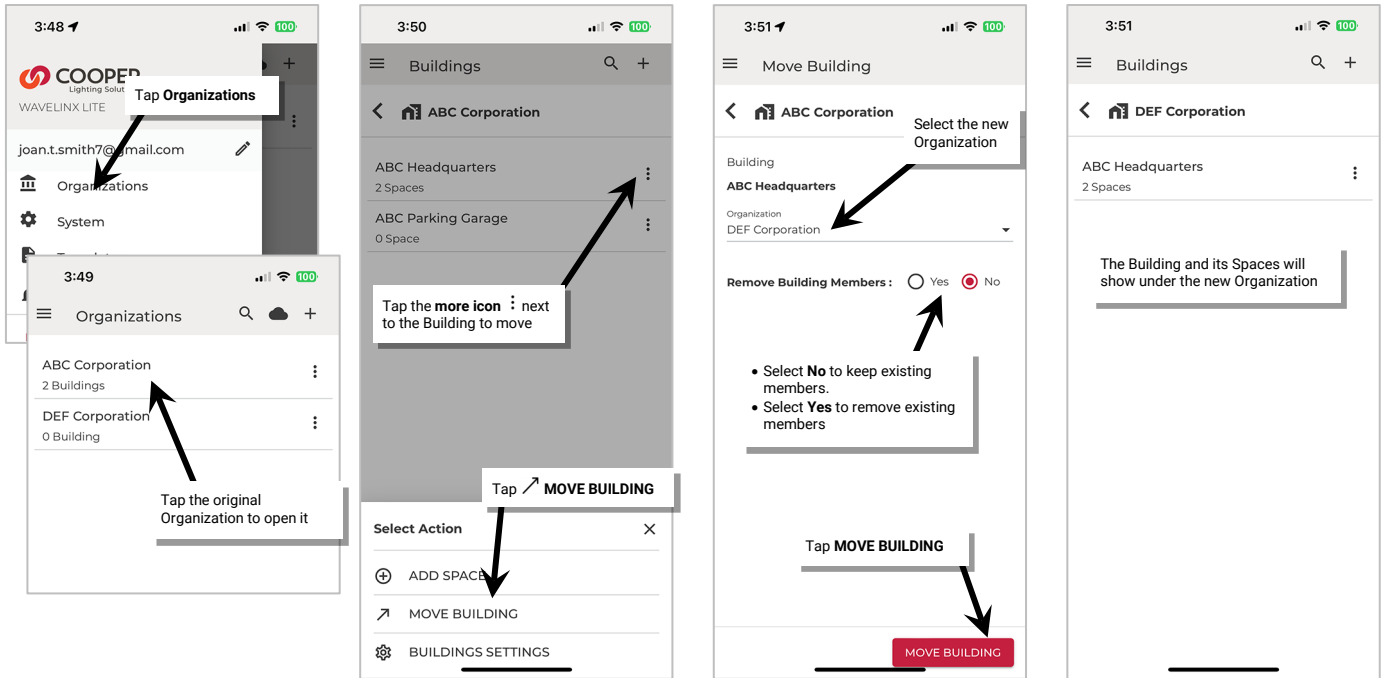 3:48
100
COOPER
Lighting Solut
WAVELINX LITE
Tap Organizations
joan.t.smith7@gmail.com
Organizations
System
3:49
100
Organizations
ABC Corporation
2 Buildings
DEF Corporation
0 Building
Tap the original
Organization to open it
3:50
100
Buildings
ABC Corporation
ABC Headquarters
2 Spaces
ABC Parking Garage
0 Space
Tap the more icon ⋮ next
to the Building to move
Tap ↗ MOVE BUILDING
Select Action
ADD SPACE
MOVE BUILDING
BUILDINGS SETTINGS
3:51
100
Move Building
ABC Corporation
Select the new
Organization
Building
ABC Headquarters
Organization
DEF Corporation
Remove Building Members : Yes No
• Select No to keep existing
members.
• Select Yes to remove existing
members
Tap MOVE BUILDING
MOVE BUILDING
3:51
100
Buildings
DEF Corporation
ABC Headquarters
2 Spaces
The Building and its Spaces will
show under the new Organization